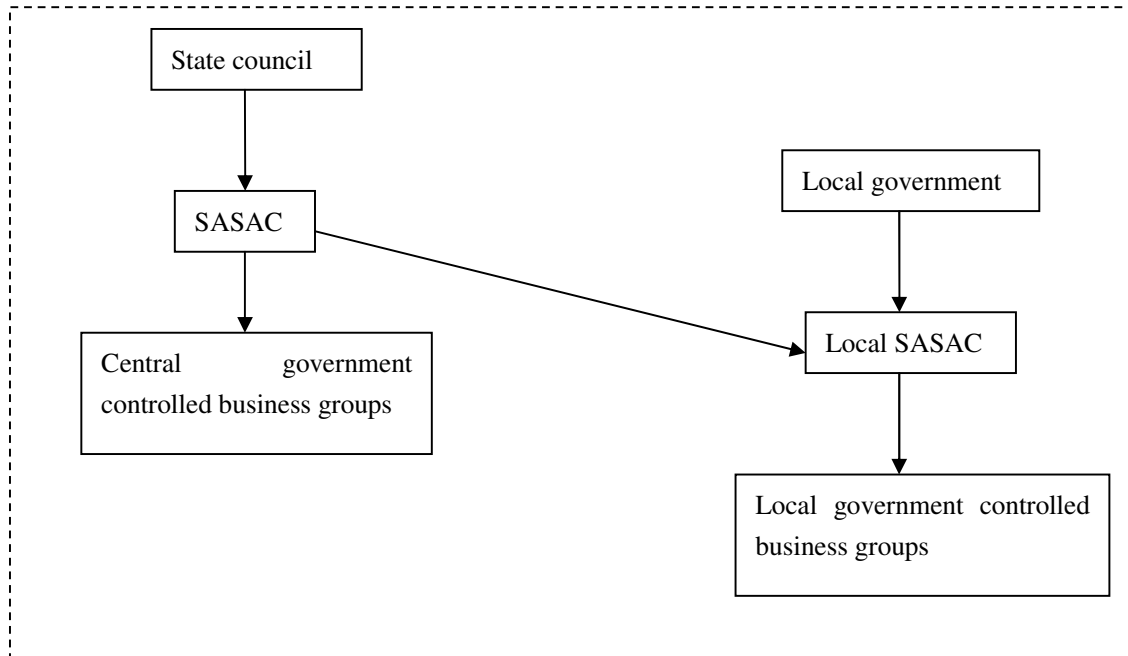 State council
Local government
SASAC
Local SASAC
Central government
controlled business groups
Local government controlled
business groups